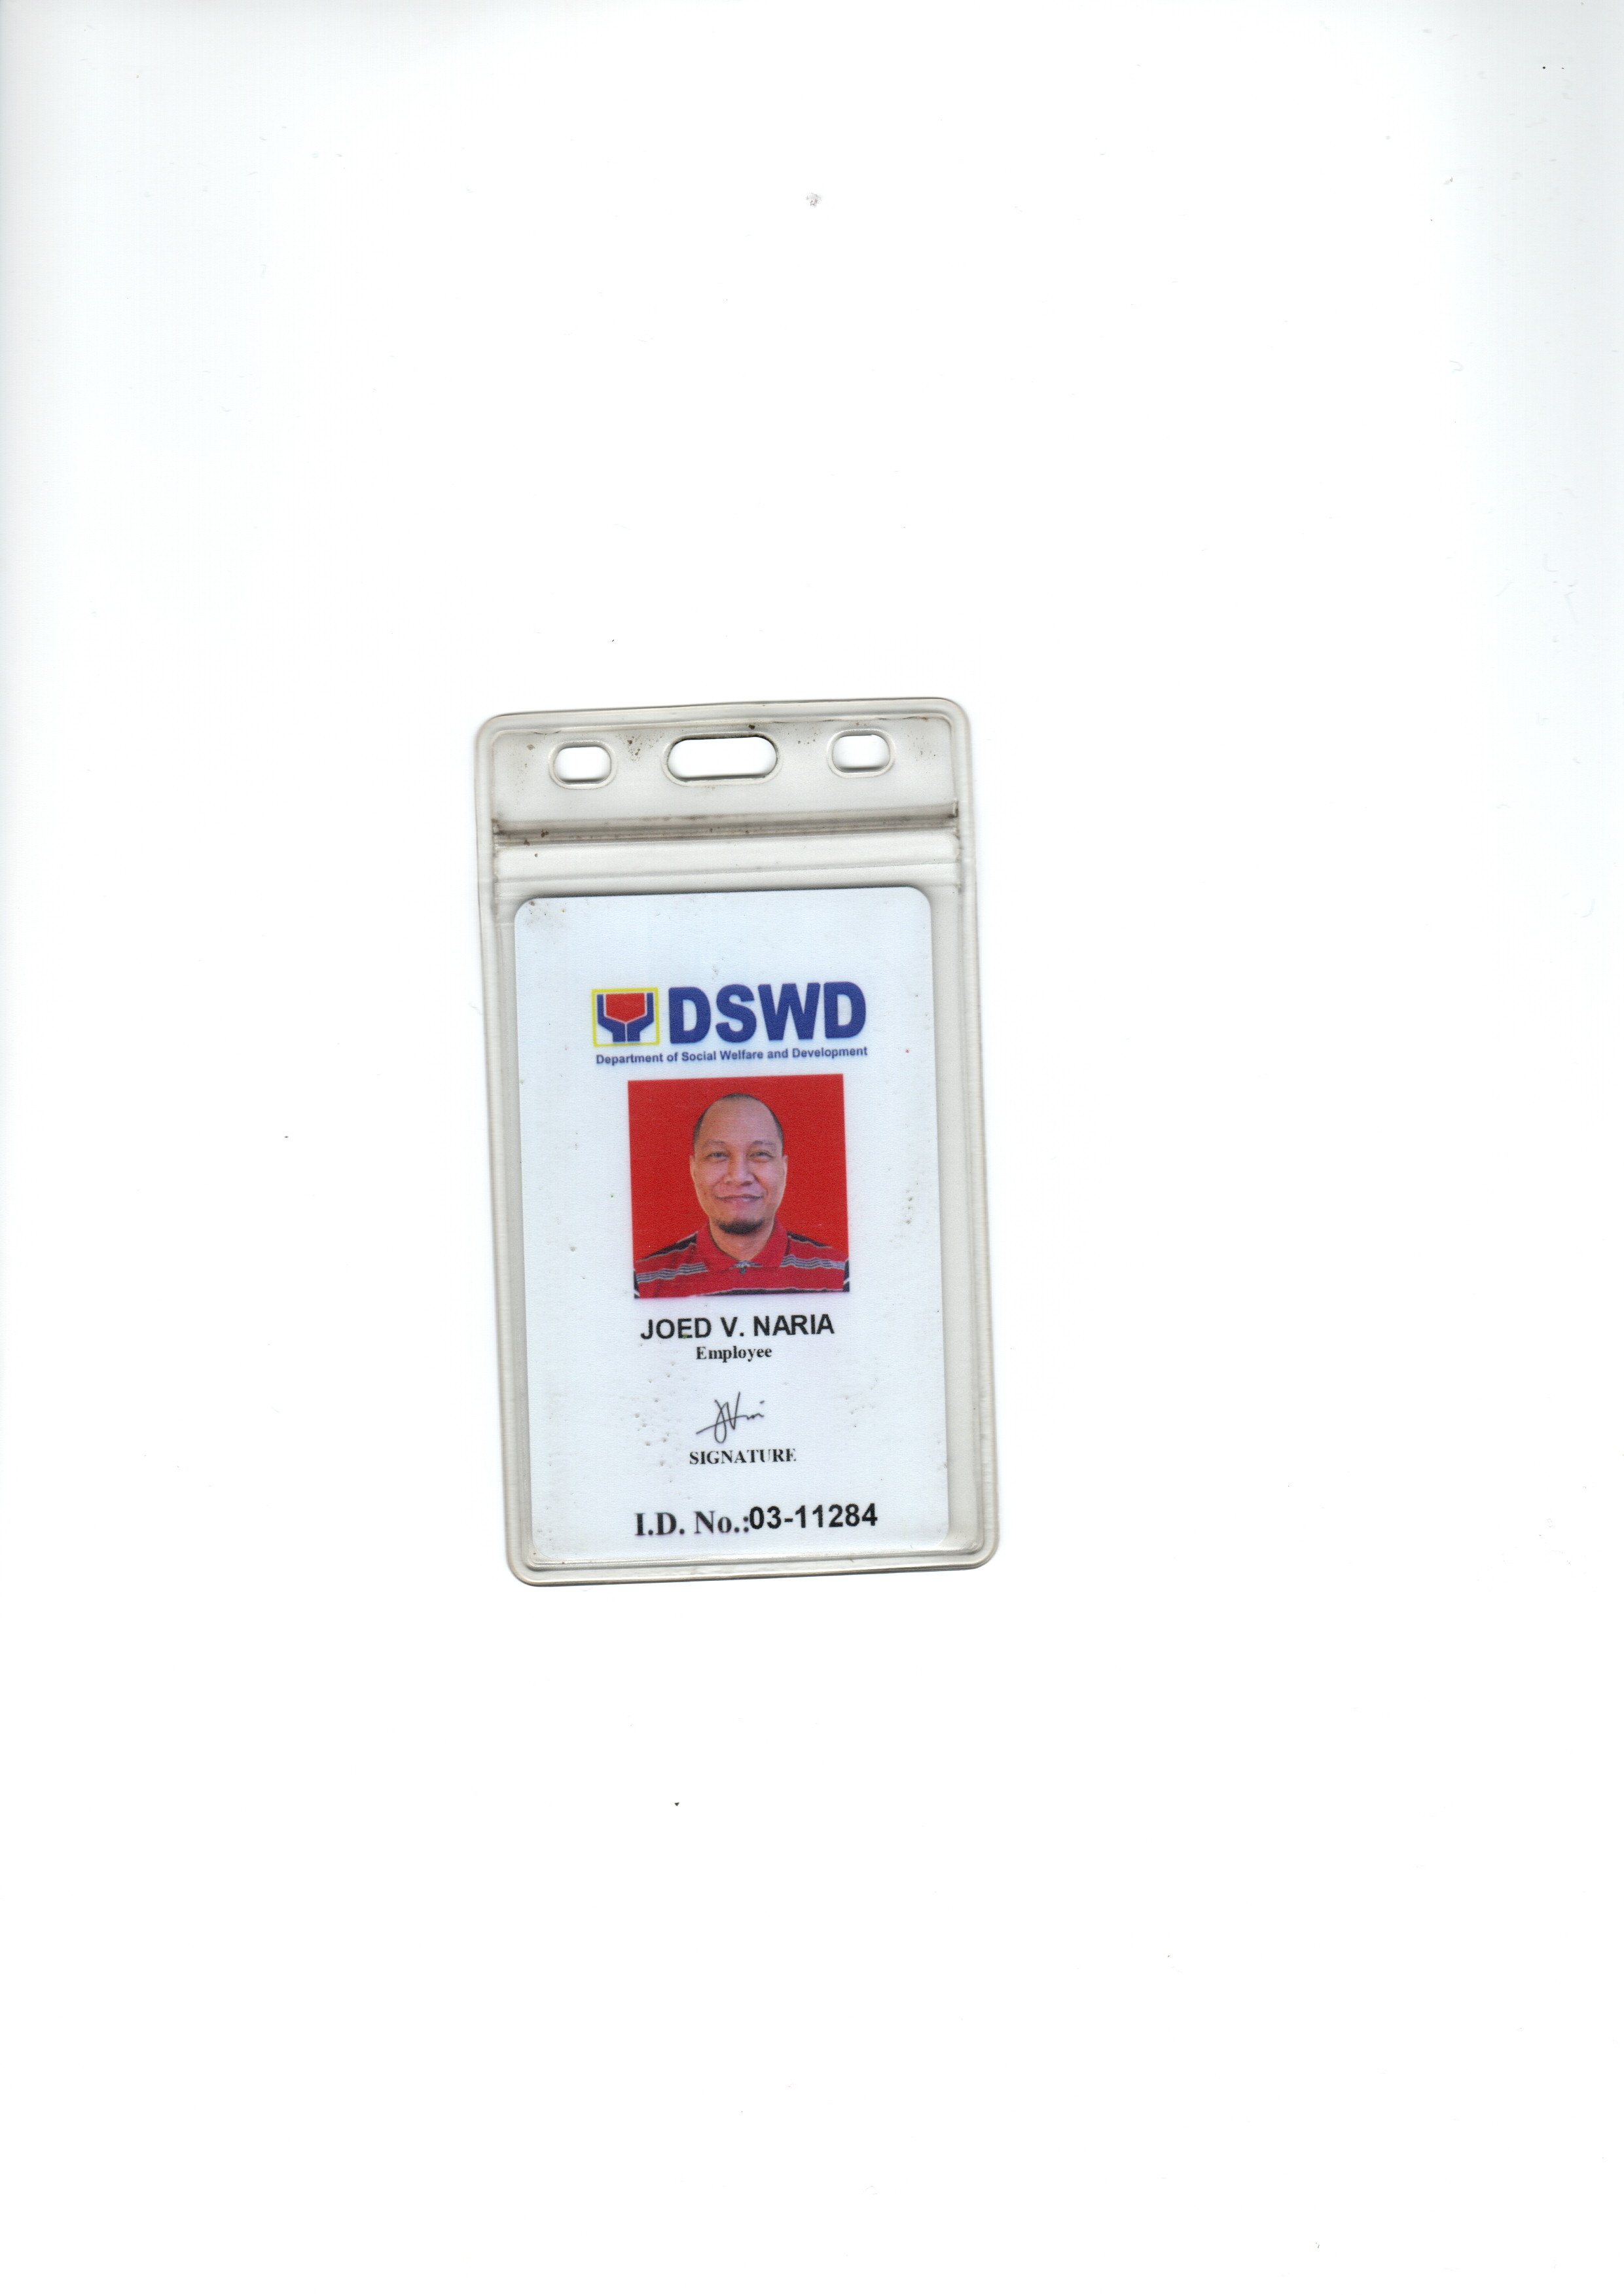 DSWD
Department of Social Welfare and Development
JOED V. NARIA
Employee
SIGNATURE
I.D. No.:03-11284